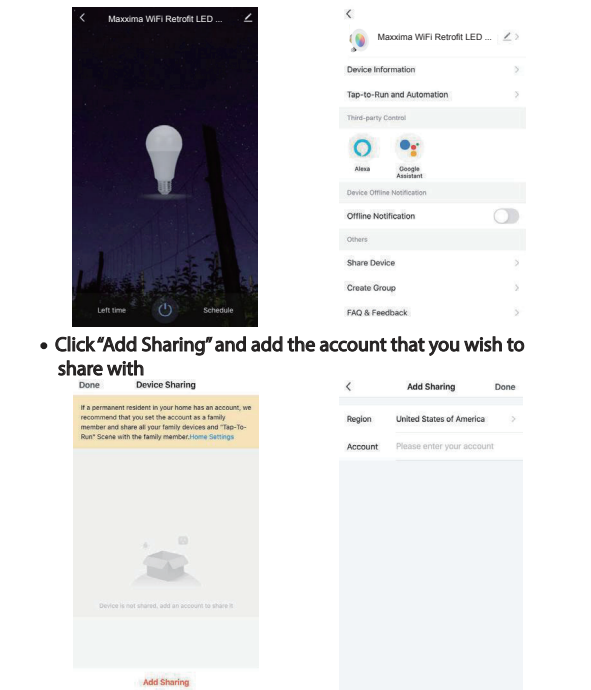 Maxxima WiFi Retrofit LED ...
Left time
Schedule
Maxxima WiFi Retrofit LED ...
Device Information
Tap-to-Run and Automation
Third-party Control
Alexa
Google
Assistant
Device Offline Notification
Offline Notification
Others
Share Device
Create Group
FAQ & Feedback
• Click "Add Sharing" and add the account that you wish to
share with
Done Device Sharing
If a permanent resident in your home has an account, we
recommend that you set the account as a family
member and share all your family devices and "Tap-To-
Run" Scene with the family member.Home Settings
Device is not shared, add an account to share it
Add Sharing
Add Sharing Done
Region United States of America
Account Please enter your account